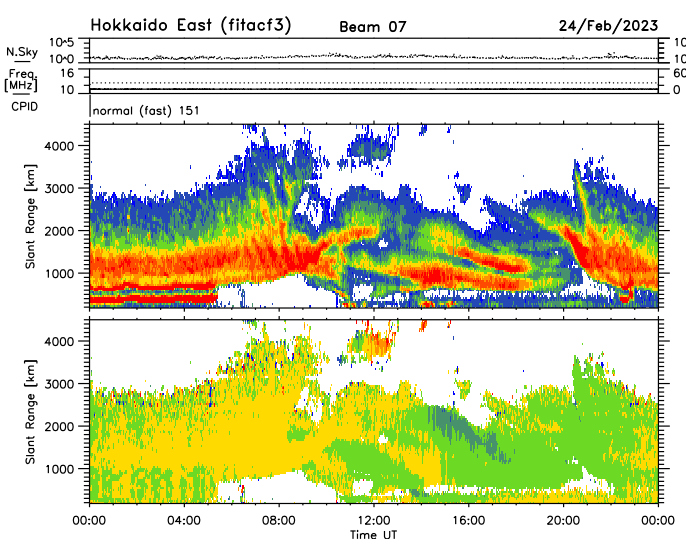 Hokkaido East (fitacf3) Beam 07 24/Feb/2023
N.Sky 10^5 10^0 10 10
Freq. [MHz] 16 10 60 0
CPID normal (fast) 151
Slant Range [km] 4000 3000 2000 1000
Slant Range [km] 4000 3000 2000 1000
00:00 04:00 08:00 12:00 16:00 20:00 00:00
Time UT